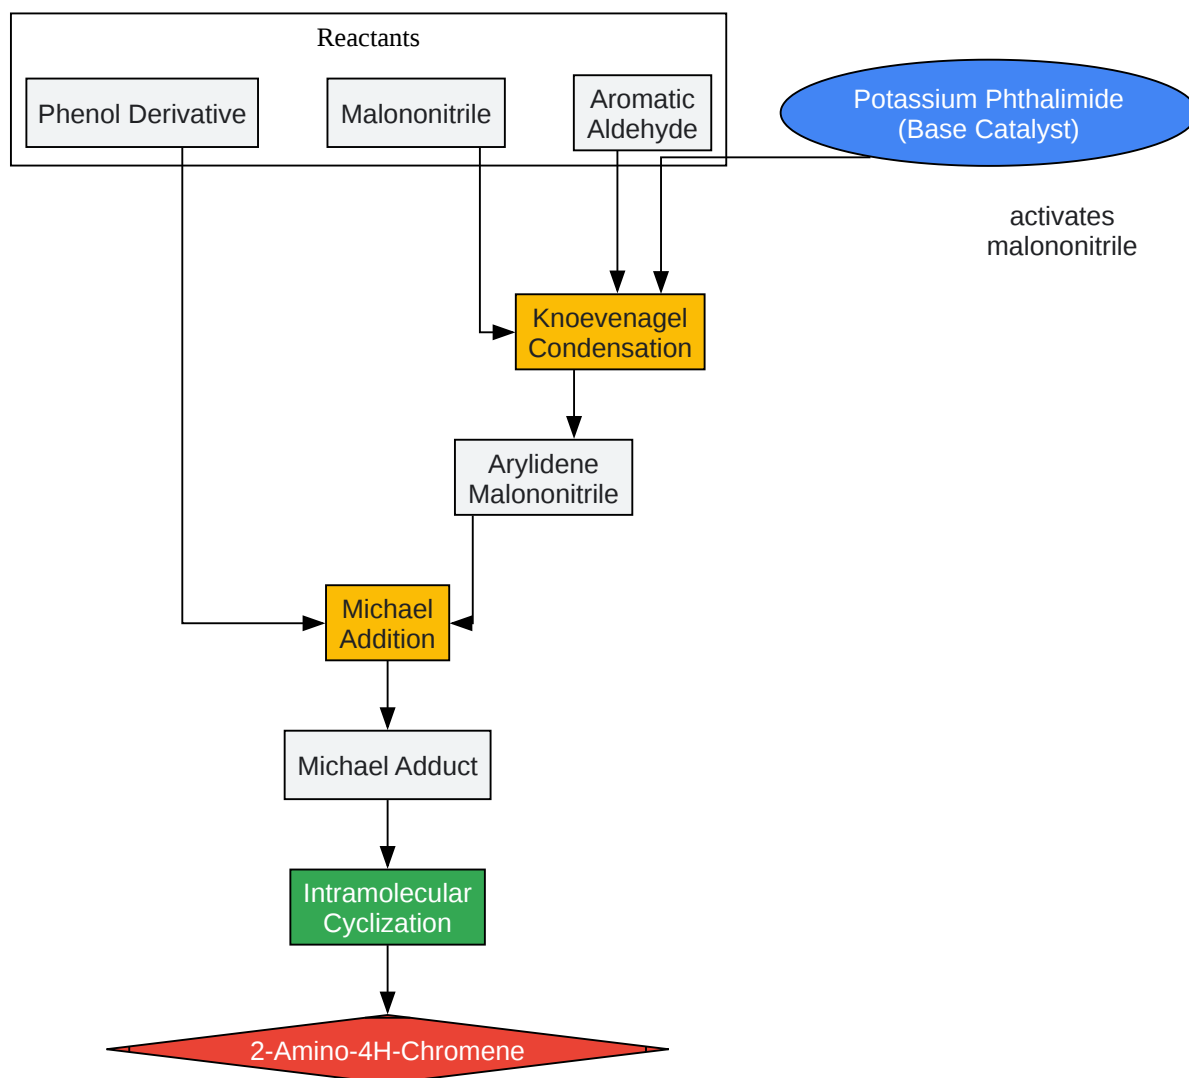 Reactants
Phenol Derivative
Malononitrile
Aromatic
Aldehyde
Potassium Phthalimide
(Base Catalyst)
activates
malononitrile
Knoevenagel
Condensation
Arylidene
Malononitrile
Michael
Addition
Michael Adduct
Intramolecular
Cyclization
2-Amino-4H-Chromene